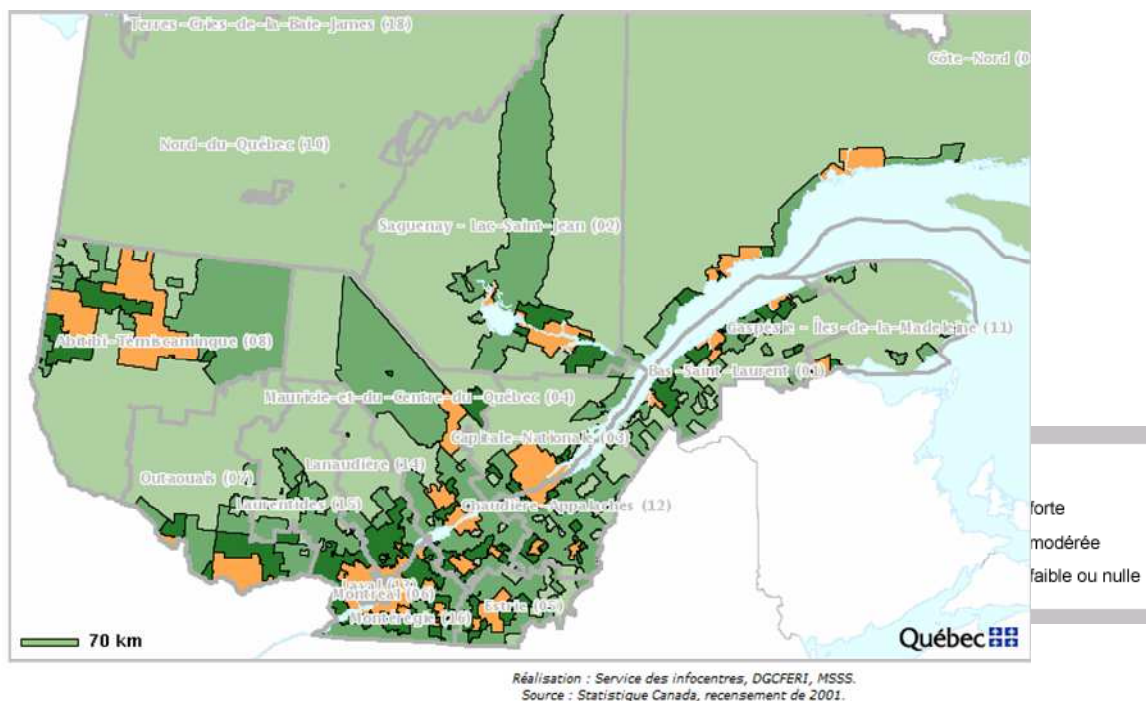 Terres-Cries-de-la-Baie-James (18)
Côte-Nord (0
Nord-du-Québec (10)
Saguenay - Lac-Saint-Jean (02)
Gaspésie - Îles-de-la-Madeleine (11)
Abitibi-Témiscamingue (08)
Bas-Saint-Laurent (01)
Mauricie-et-du-Centre-du-Québec (04)
Capitale-Nationale (03)
Lanaudière (14)
Outaouais (07)
Laurentides (15)
Chaudière-Appalaches (12)
forte
modérée
faible ou nulle
Laval (13)
Montréal (06)
Estrie (05)
Montérégie (16)
70 km
Québec
Réalisation : Service des infocentres, DGCFERI, MSSS.
Source : Statistique Canada, recensement de 2001.